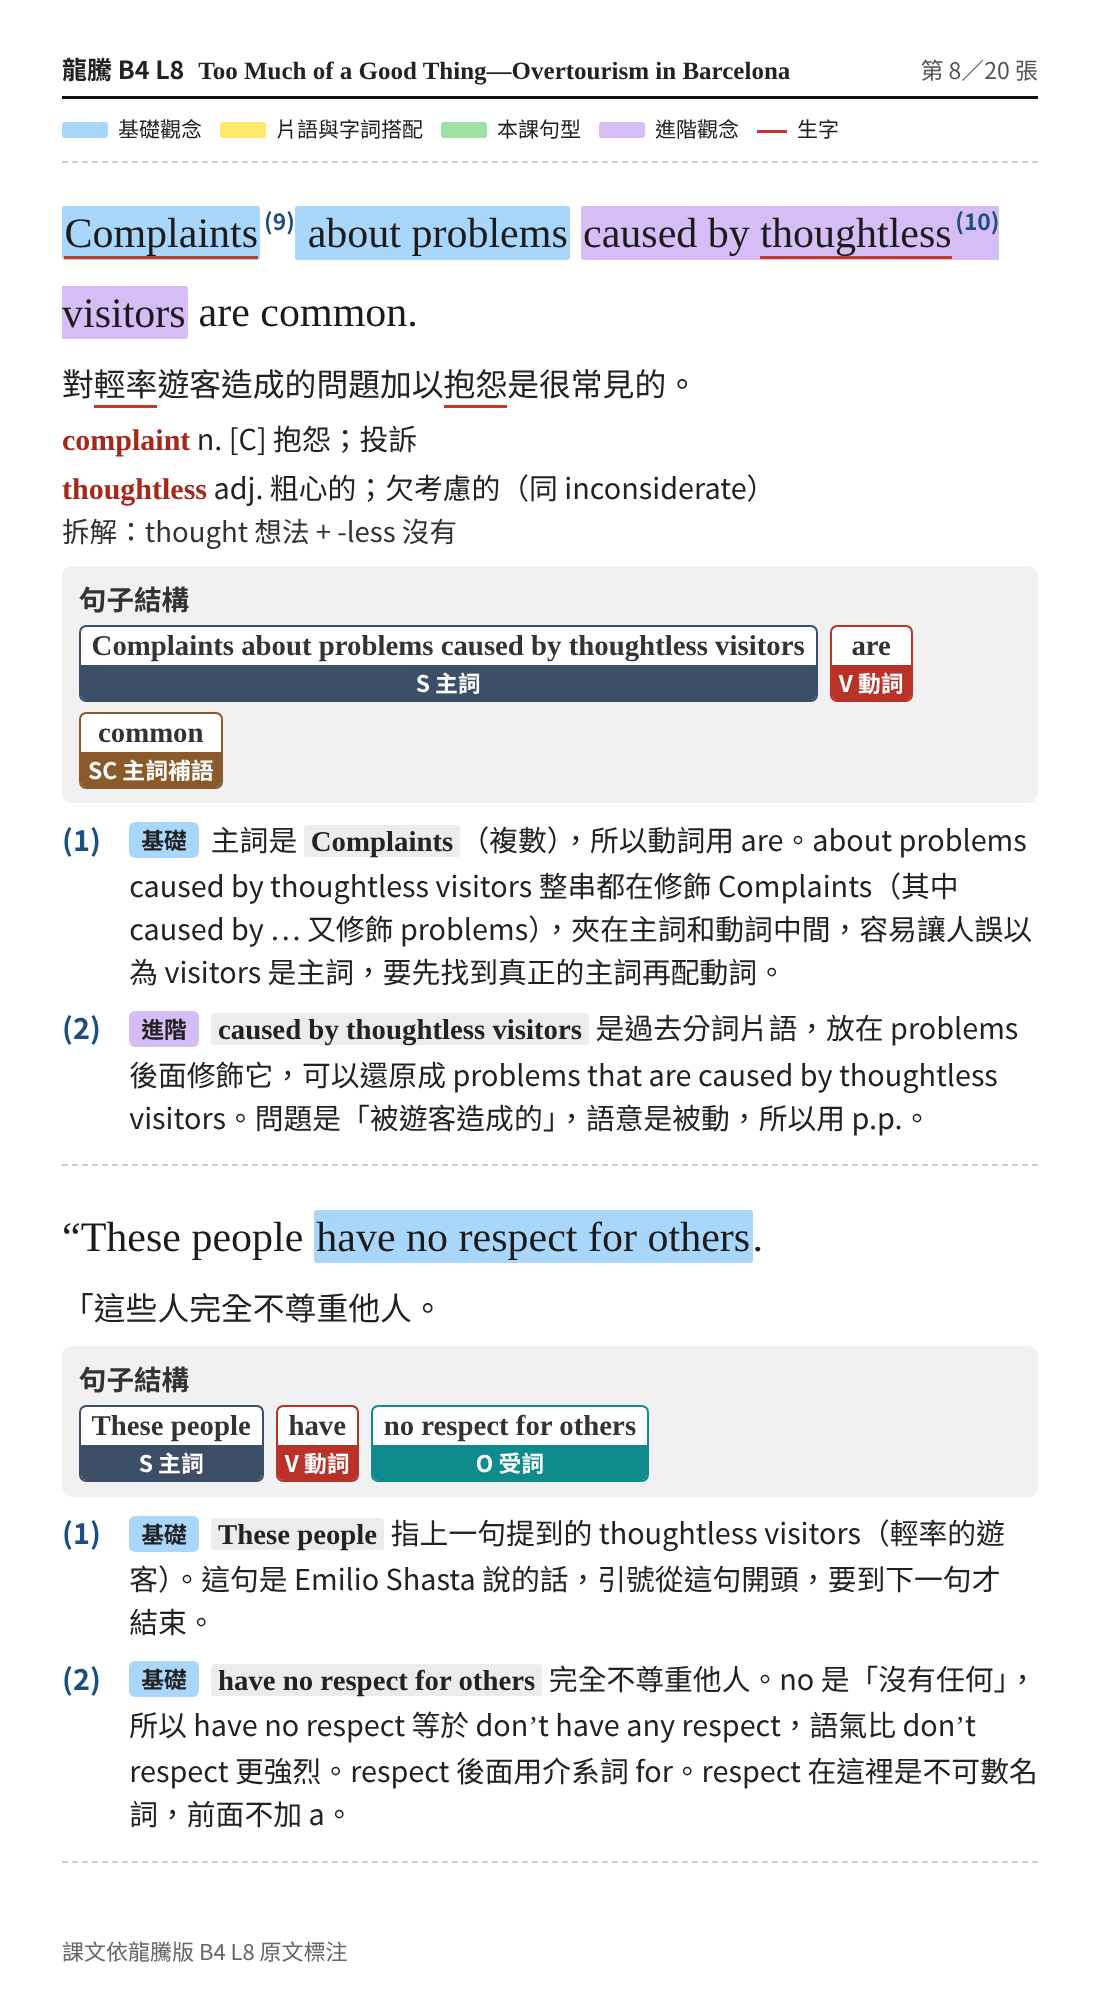 龍騰 B4 L8 Too Much of a Good Thing—Overtourism in Barcelona 第 8／20 張
基礎觀念 片語與字詞搭配 本課句型 進階觀念 生字
Complaints(9) about problems caused by thoughtless(10)
visitors are common.
對輕率遊客造成的問題加以抱怨是很常見的。
complaint n. [C] 抱怨；投訴
thoughtless adj. 粗心的；欠考慮的（同 inconsiderate）
拆解：thought 想法 + -less 沒有
句子結構
Complaints about problems caused by thoughtless visitors are
S 主詞 V 動詞
common
SC 主詞補語
(1) 基礎 主詞是 Complaints（複數），所以動詞用 are。about problems
caused by thoughtless visitors 整串都在修飾 Complaints（其中
caused by … 又修飾 problems），夾在主詞和動詞中間，容易讓人誤以
為 visitors 是主詞，要先找到真正的主詞再配動詞。
(2) 進階 caused by thoughtless visitors 是過去分詞片語，放在 problems
後面修飾它，可以還原成 problems that are caused by thoughtless
visitors。問題是「被遊客造成的」，語意是被動，所以用 p.p.。
“These people have no respect for others.
「這些人完全不尊重他人。
句子結構
These people have no respect for others
S 主詞 V 動詞 O 受詞
(1) 基礎 These people 指上一句提到的 thoughtless visitors（輕率的遊
客）。這句是 Emilio Shasta 說的話，引號從這句開頭，要到下一句才
結束。
(2) 基礎 have no respect for others 完全不尊重他人。no 是「沒有任何」，
所以 have no respect 等於 don’t have any respect，語氣比 don’t
respect 更強烈。respect 後面用介系詞 for。respect 在這裡是不可數名
詞，前面不加 a。
課文依龍騰版 B4 L8 原文標注